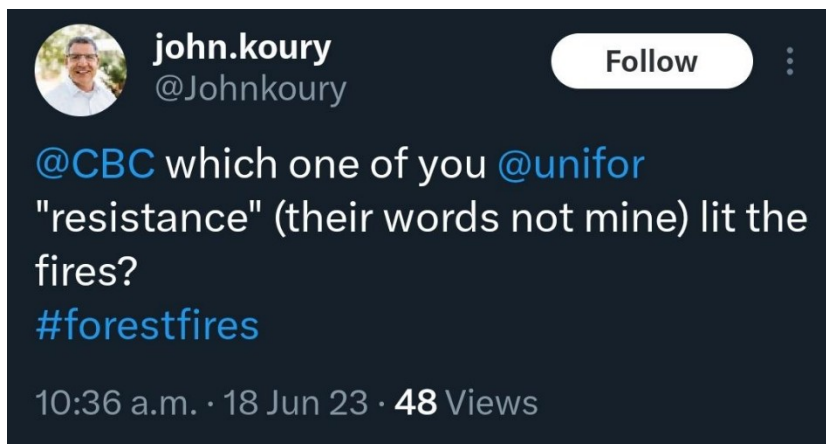 john.koury
Follow
@Johnkoury
@CBC which one of you @unifor
"resistance" (their words not mine) lit the
fires?
#forestfires
10:36 a.m. · 18 Jun 23 · 48 Views